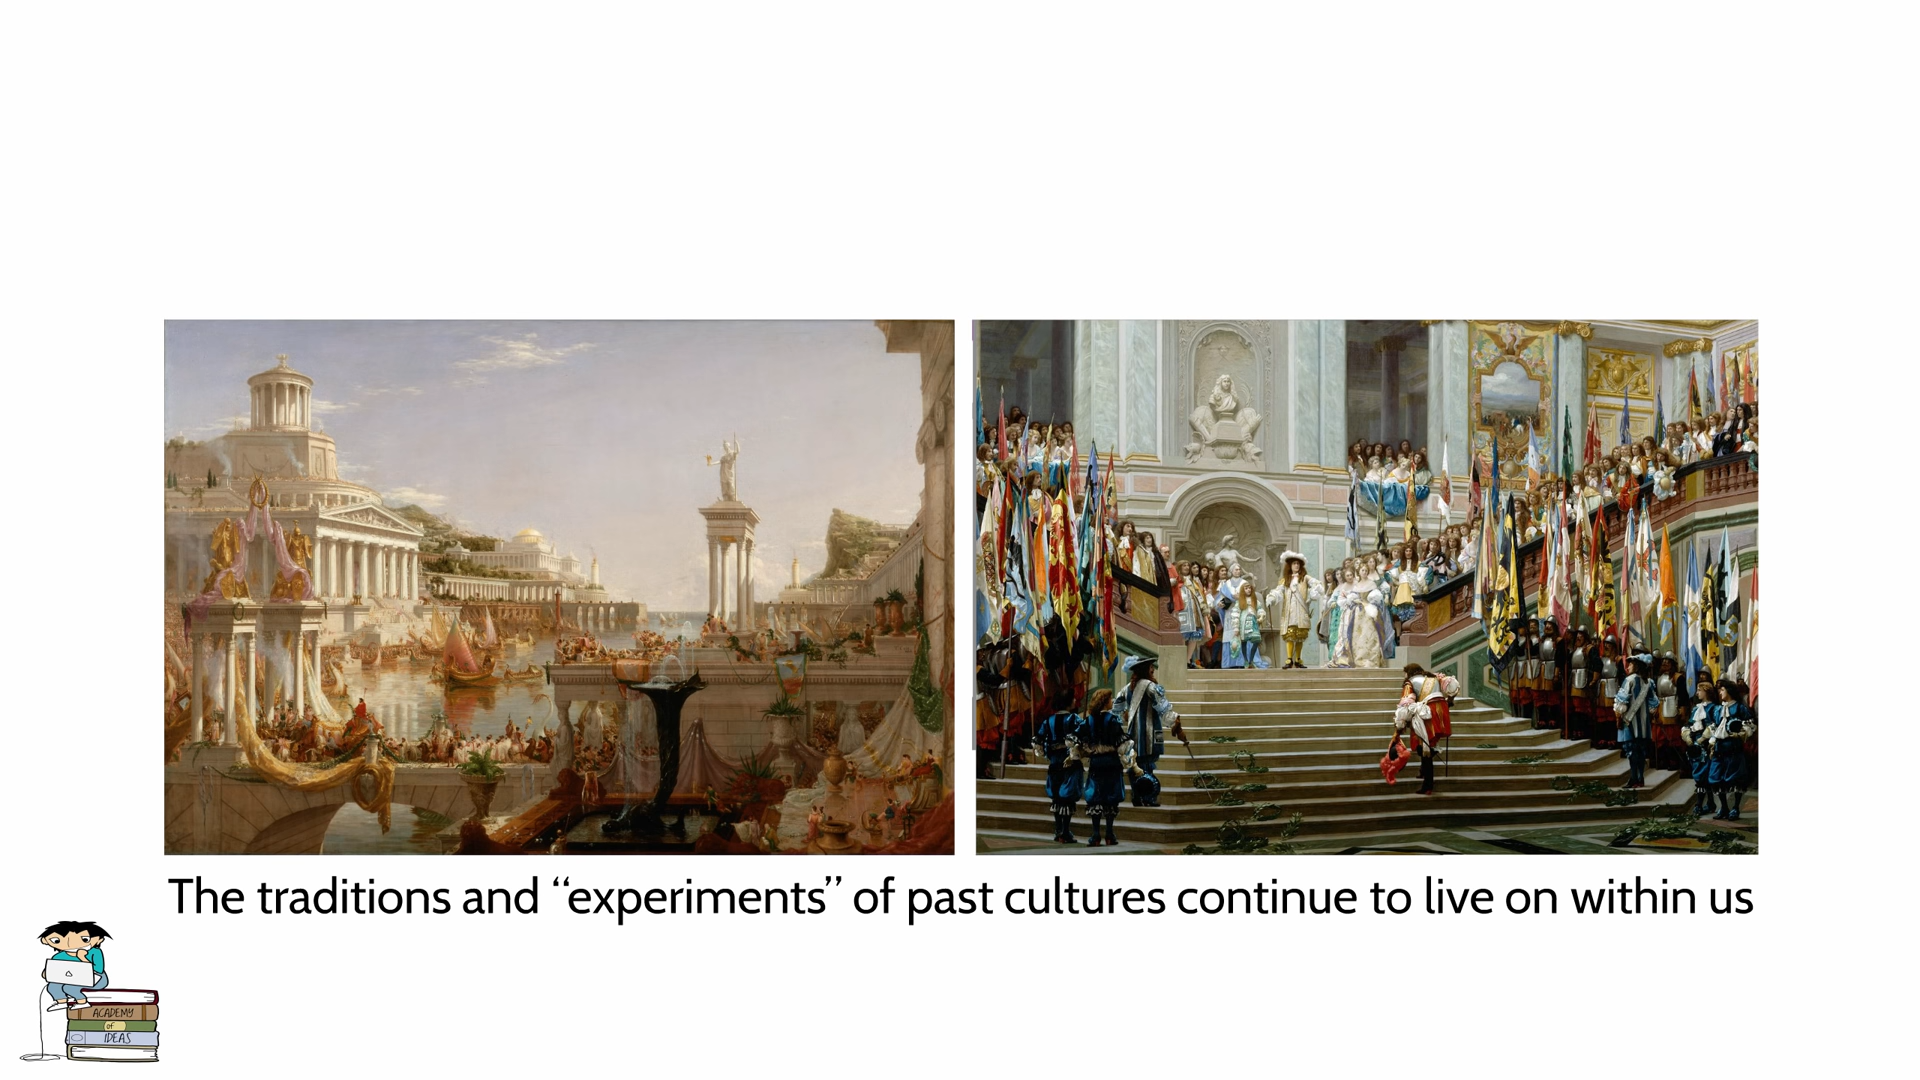 The traditions and “experiments” of past cultures continue to live on within us
ACADEMY
of
IDEAS